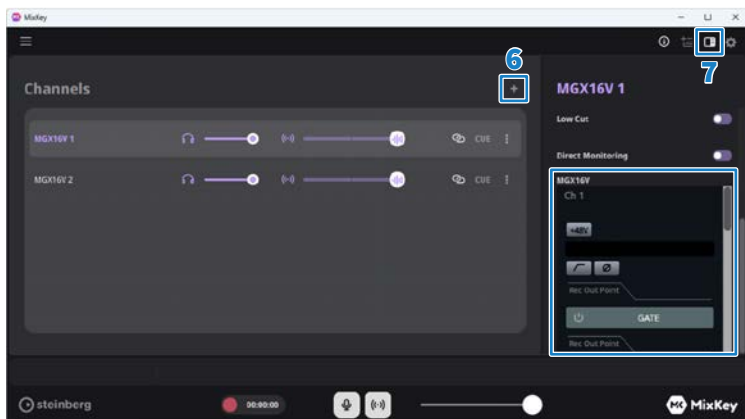 MixKey
6
7
Channels
+
MGX16V 1
Low Cut
MGX16V 1
CUE
Direct Monitoring
MGX16V 2
CUE
MGX16V
Ch 1
+48V
Rec Out Point
GATE
Rec Out Point
steinberg
00:00:00
MK MixKey